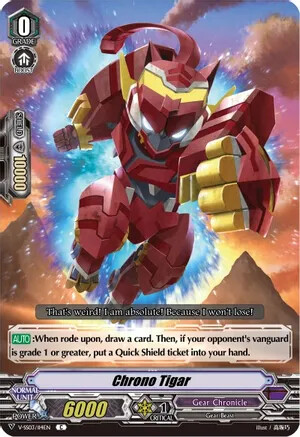 0
GRADE
BOOST
SHIELD
10000
That's weird! I am absolute! Because I won't lose!
AUTO:When rode upon, draw a card. Then, if your opponent's vanguard
is grade 1 or greater, put a Quick Shield ticket into your hand.
Chrono Tigar
NORMAL
UNIT
POWER
6000
1
CRITICAL
Gear Chronicle
Gear Beast
V-SS07/114EN C